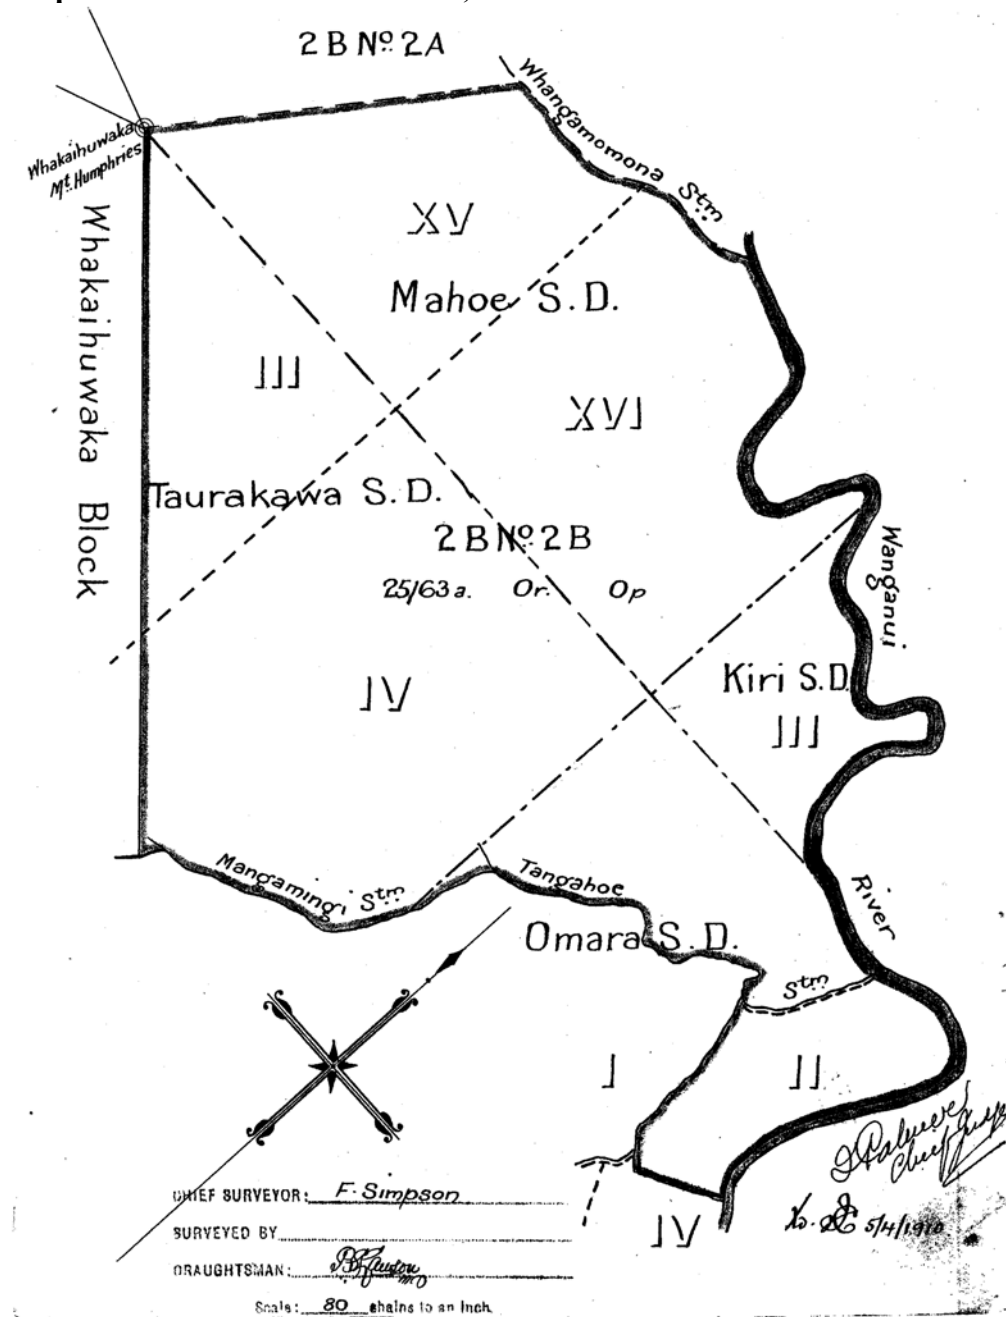 2 B Nº 2A
Whangamomona Stm
Whakaihuwaka
Mt. Humphries
Whakaihuwaka Block
XV
Mahoe S. D.
III
XVI
Taurakawa S. D.
2 B Nº 2B
25163 a. Or. Op
Wanganui
Kiri S.D.
III
IV
Mangamingi Stm
Tangahoe
River
Omara S. D.
Stm
I
II
IV
5/4/1910
CHIEF SURVEYOR: F. Simpson
SURVEYED BY
DRAUGHTSMAN:
Scale: 80 chains to an inch.